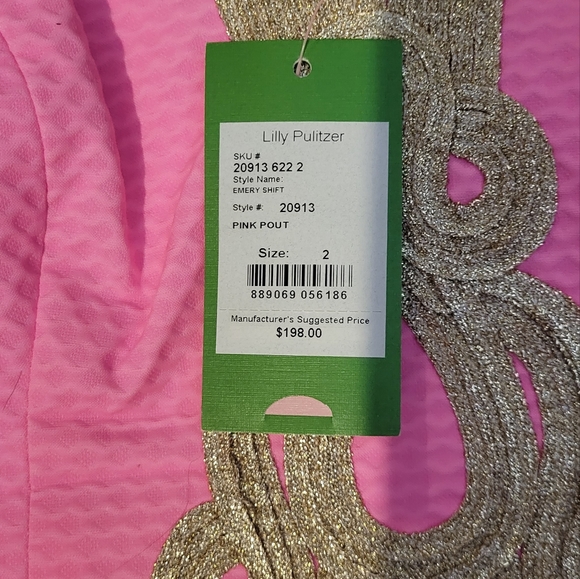 Lilly Pulitzer
SKU #
20913 622 2
Style Name:
EMERY SHIFT
Style #: 20913
PINK POUT
Size: 2
889069 056186
Manufacturer's Suggested Price
$198.00